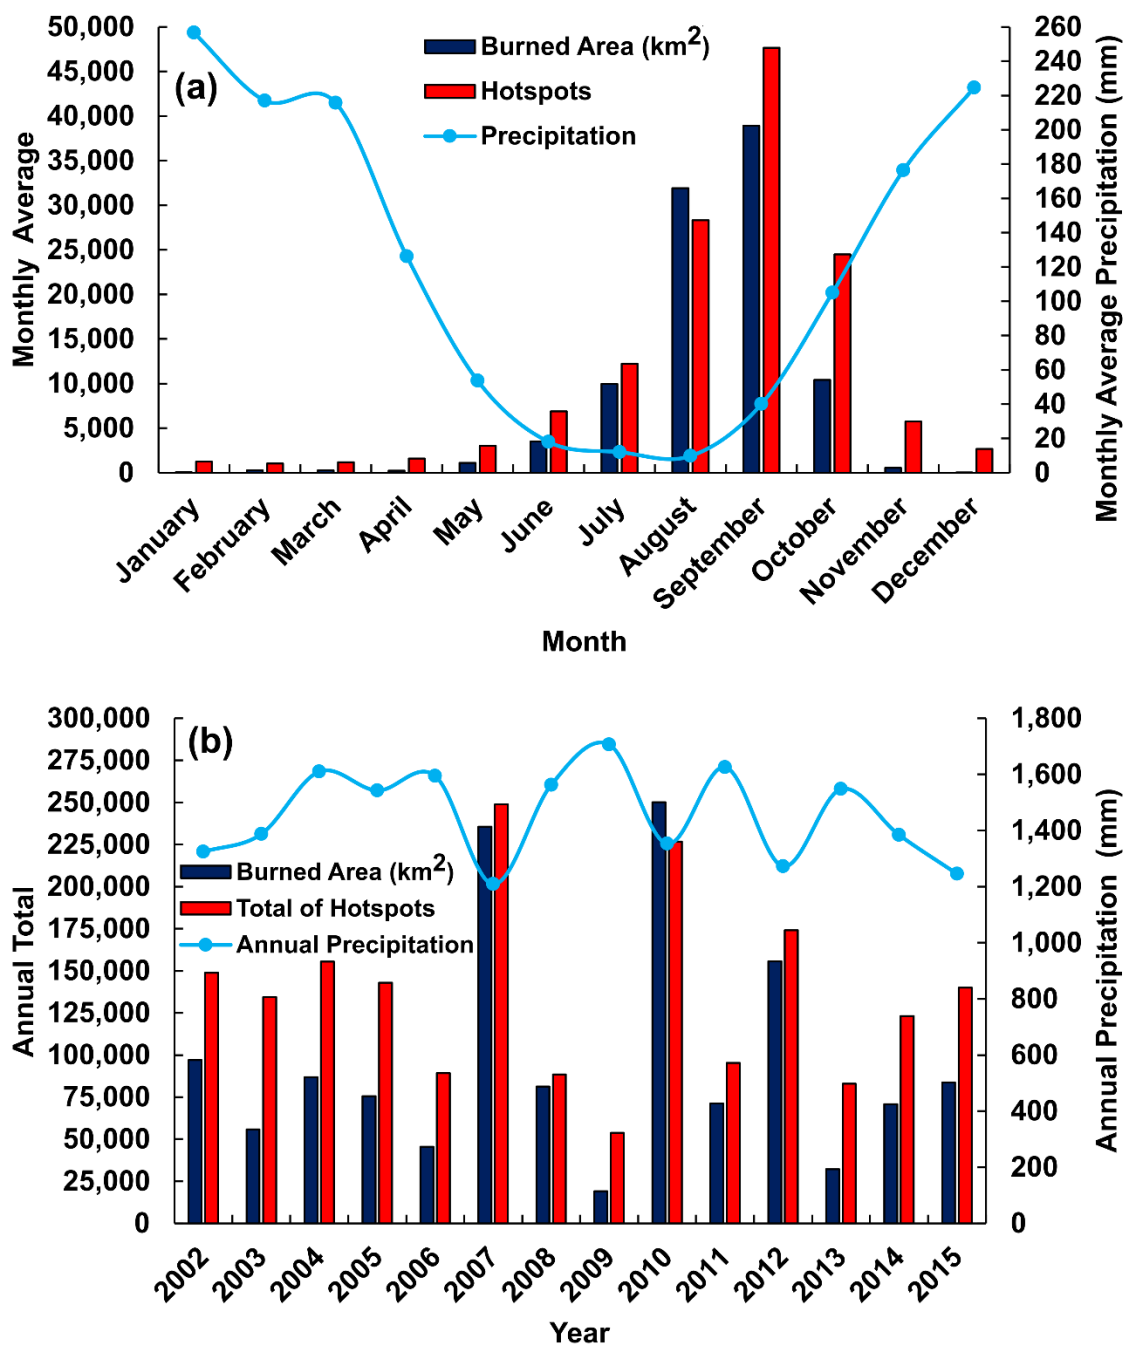 50,000
45,000
40,000
35,000
30,000
25,000
20,000
15,000
10,000
5,000
0
Monthly Average
(a)
Burned Area (km²)
Hotspots
Precipitation
260
240
220
200
180
160
140
120
100
80
60
40
20
0
Monthly Average Precipitation (mm)
January
February
March
April
May
June
July
August
September
October
November
December
Month
300,000
275,000
250,000
225,000
200,000
175,000
150,000
125,000
100,000
75,000
50,000
25,000
0
Annual Total
(b)
Burned Area (km²)
Total of Hotspots
Annual Precipitation
1,800
1,600
1,400
1,200
1,000
800
600
400
200
0
Annual Precipitation (mm)
2002
2003
2004
2005
2006
2007
2008
2009
2010
2011
2012
2013
2014
2015
Year